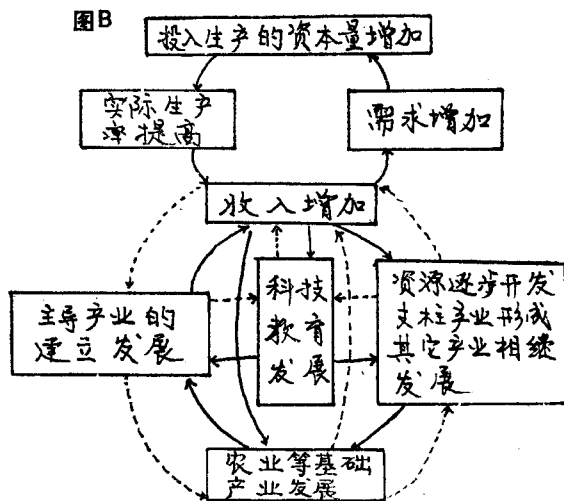 图B
投入生产的资本量增加
实际生产
率提高
需求增加
收入增加
科技
教育
发展
主导产业的
建立发展
资源逐步开发
支柱产业形成
其它产业相继
发展
农业等基础
产业发展